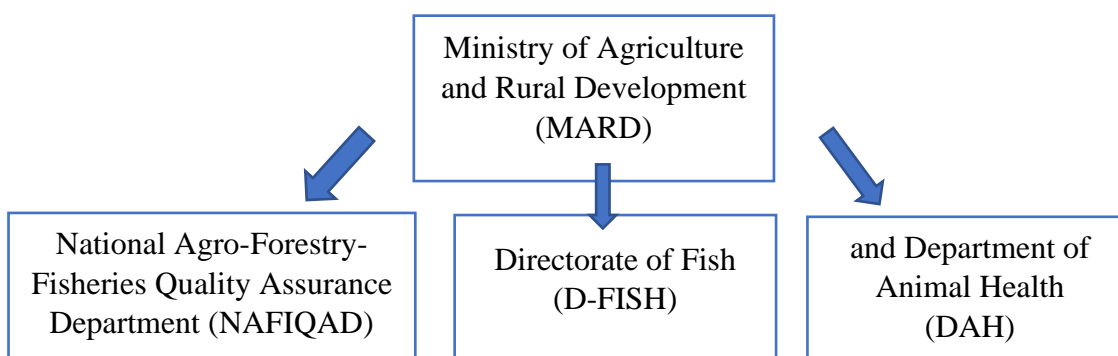 Ministry of Agriculture
and Rural Development
(MARD)
National Agro-Forestry-
Fisheries Quality Assurance
Department (NAFIQAD)
Directorate of Fish
(D-FISH)
and Department of
Animal Health
(DAH)